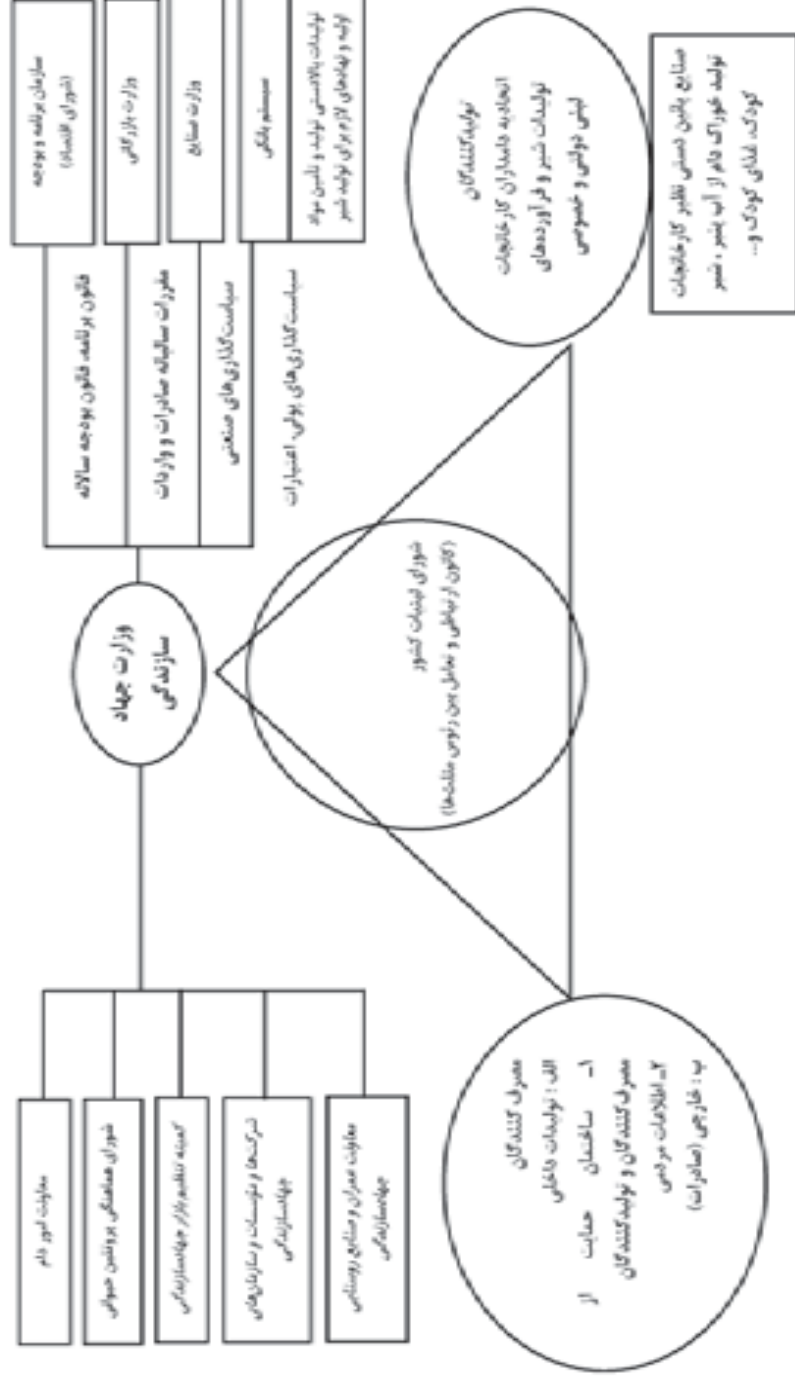 سازمان برنامه و بودجه
(شورای اقتصاد)
وزارت بازرگانی
وزارت صنایع
سیستم بانکی
تولیدات بالادستی تولید و تأمین مواد
اولیه و نهادهای لازم برای تولید شیر
قانون برنامه، قانون بودجه سالانه
مقررات سالیانه صادرات و واردات
سیاست‌گذاری‌های صنعتی
سیاست‌گذاری‌های پولی، اعتبارات
وزارت جهاد
سازندگی
معاونت امور دام
شورای هماهنگی پروتئین حیوانی
کمیته تنظیم بازار جهادسازندگی
شرکت‌ها و مؤسسات و سازمان‌های
جهادسازندگی
معاونت عمران و صنایع روستایی
جهادسازندگی
شورای لبنیات کشور
(کانون ارتباطی و تعامل بین رئوس مثلث‌ها)
تولیدکنندگان
اتحادیه دامداران کارخانجات
تولیدات شیر و فرآورده‌های
لبنی دولتی و خصوصی
صنایع پائین دستی نظیر کارخانجات
تولید خوراک دام از آب پنیر، شیر
کودک، غذای کودک و...
مصرف کنندگان
الف : تولیدات داخلی
۱ـ ساختمان حمایت از
مصرف‌کنندگان و تولیدکنندگان
۲ـ اطلاعات مردمی
ب : خارجی (صادرات)